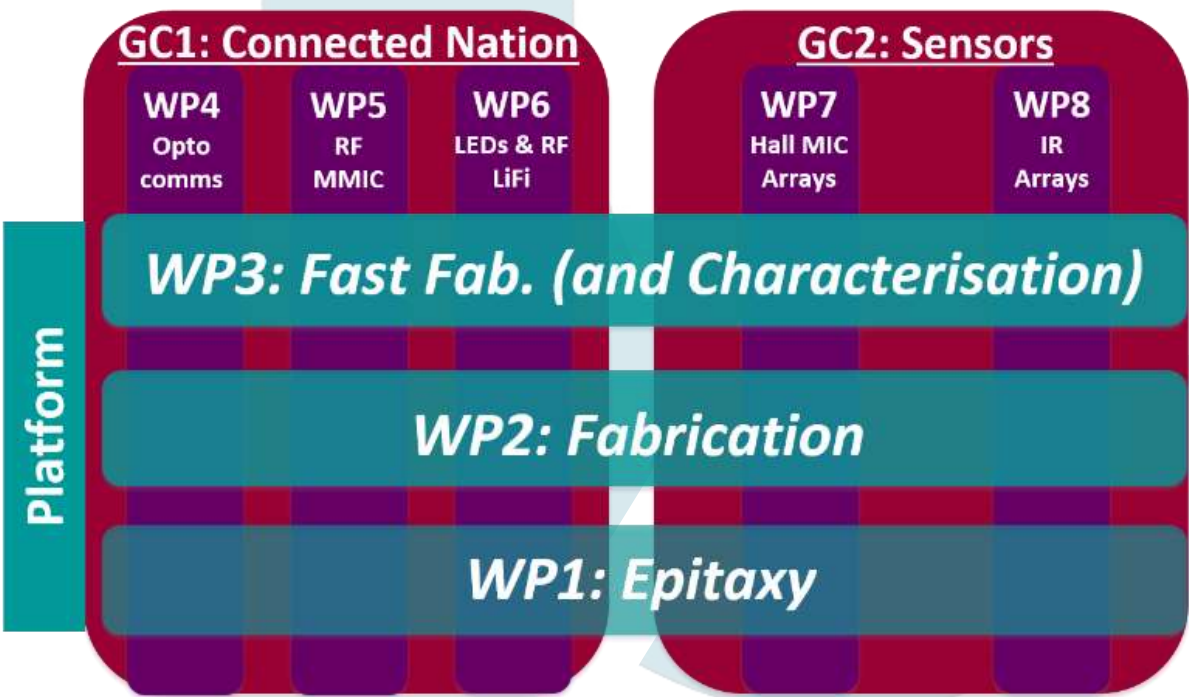 GC1: Connected Nation
GC2: Sensors
WP4
Opto
comms
WP5
RF
MMIC
WP6
LEDs & RF
LiFi
WP7
Hall MIC
Arrays
WP8
IR
Arrays
Platform
WP3: Fast Fab. (and Characterisation)
WP2: Fabrication
WP1: Epitaxy